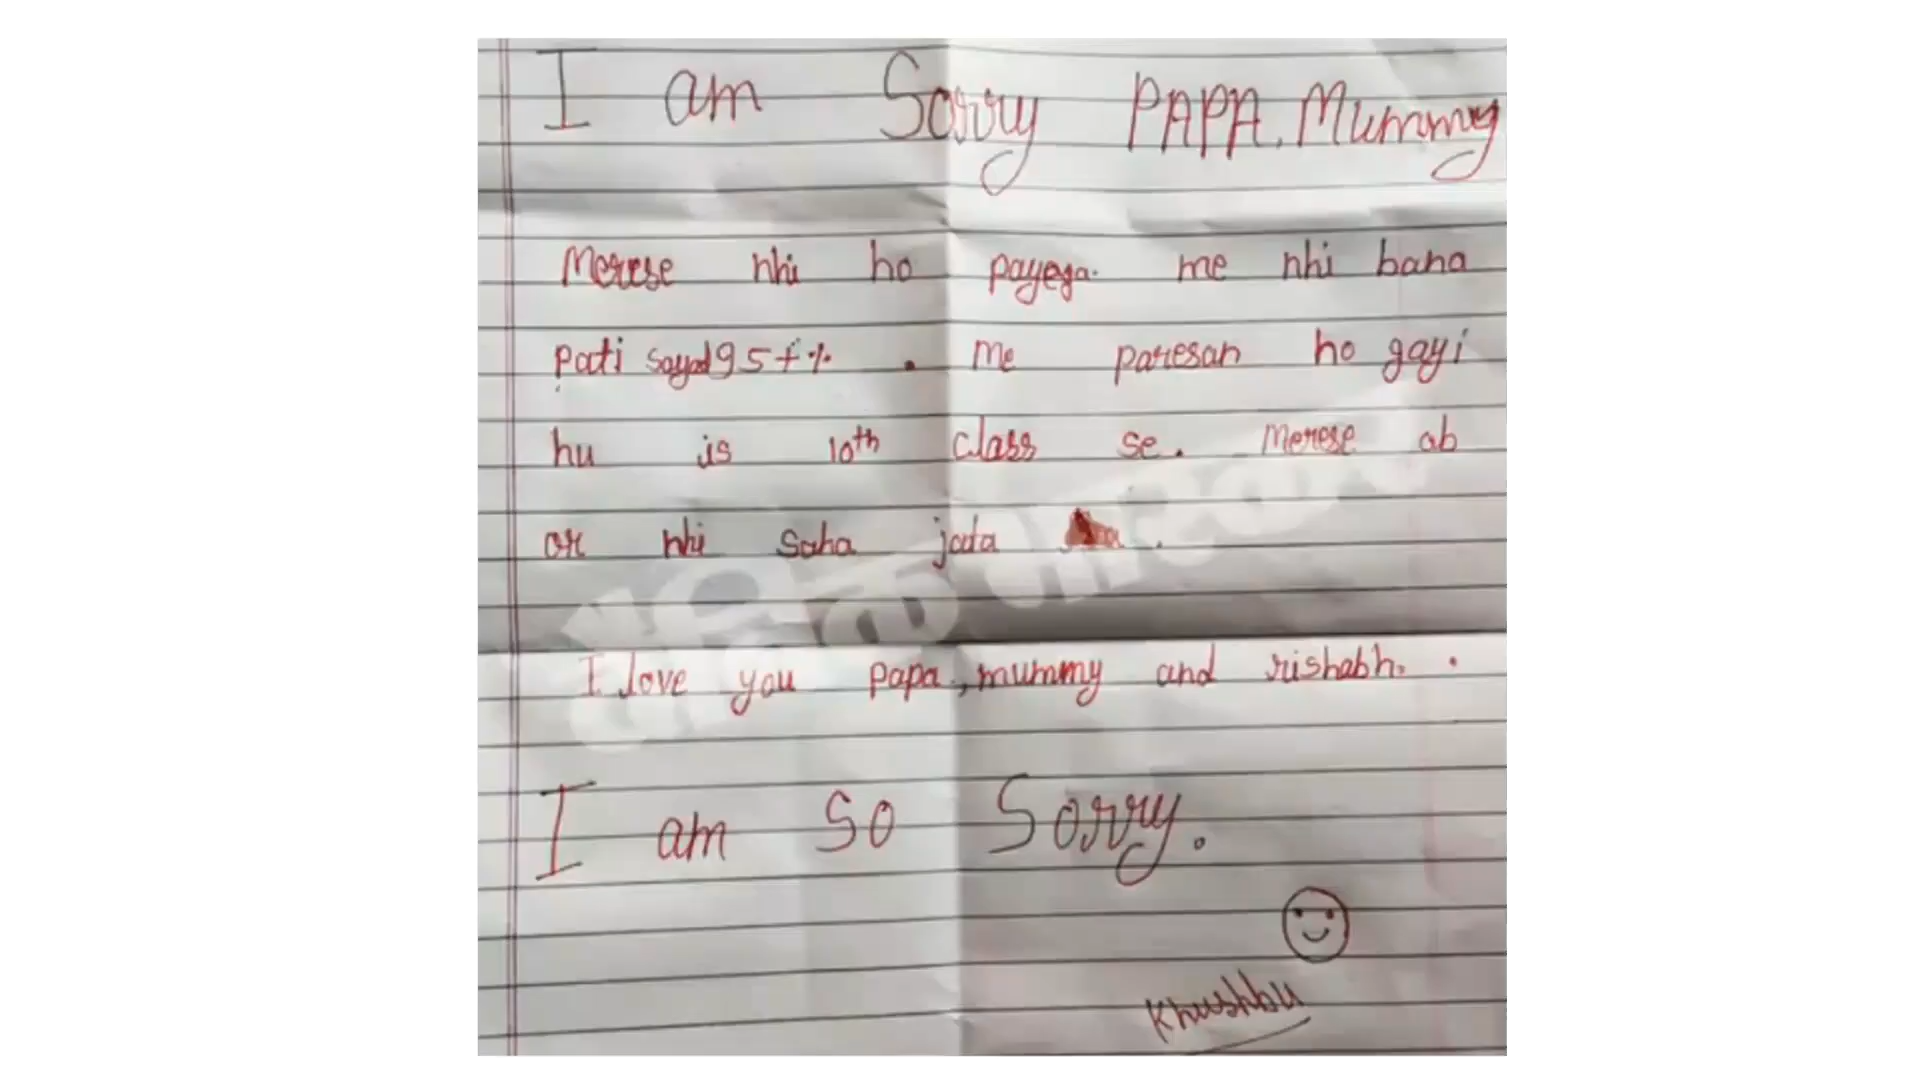 I am Sorry PAPA, Mummy
Merese nhi ho payega. me nhi bana
pati sayad 95+% . Me paresan ho gayi
hu is 10th class se. Merese ab
or nhi saha jata .
दैनिक भास्कर
I love you papa, mummy and rishabh. .
I am so Sorry.
Khushbu